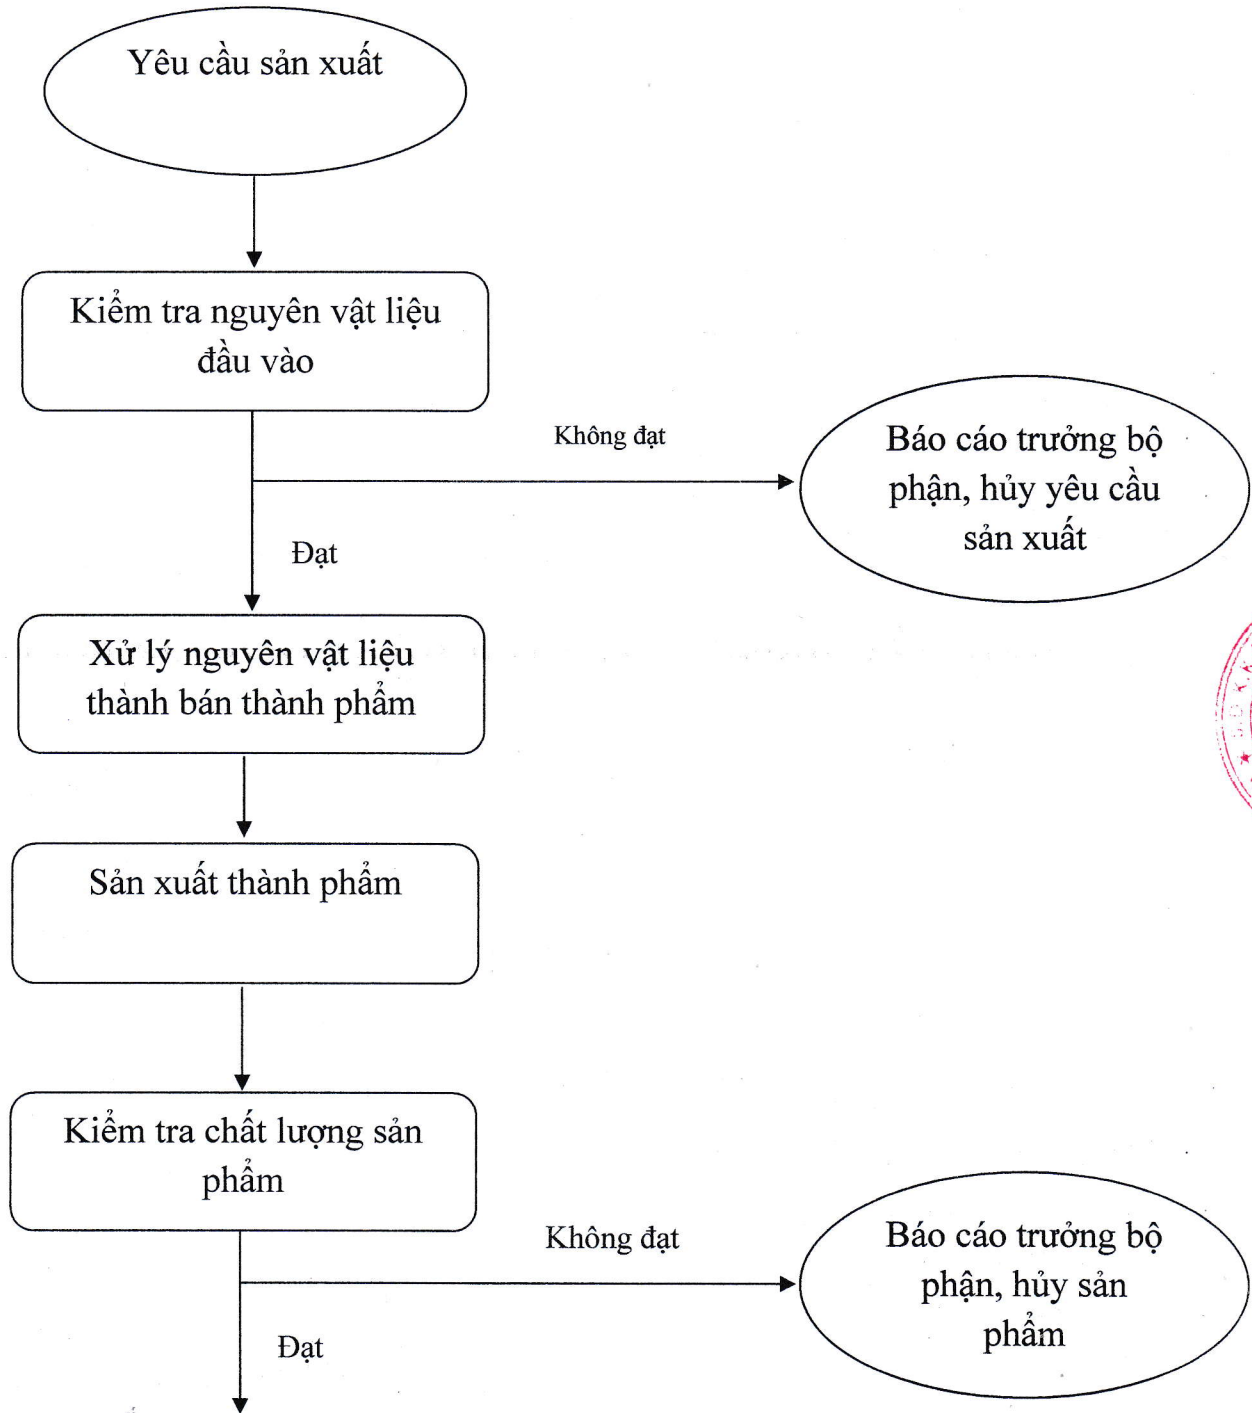 Yêu cầu sản xuất
Kiểm tra nguyên vật liệu
đầu vào
Không đạt
Báo cáo trưởng bộ
phận, hủy yêu cầu
sản xuất
Đạt
Xử lý nguyên vật liệu
thành bán thành phẩm
Sản xuất thành phẩm
Kiểm tra chất lượng sản
phẩm
Không đạt
Báo cáo trưởng bộ
phận, hủy sản
phẩm
Đạt